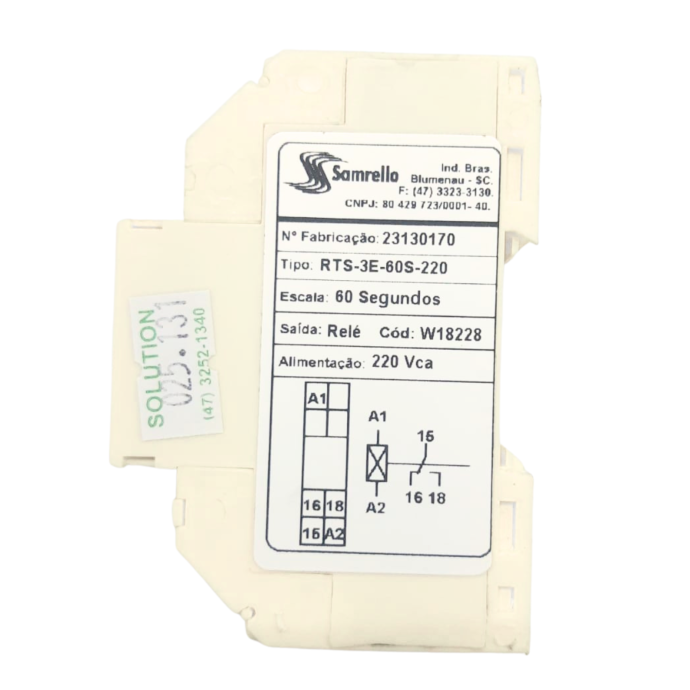 Samrello
Ind. Bras.
Blumenau - SC.
F: (47) 3323-3130.
CNPJ: 80 429 723/0001- 40.
Nº Fabricação: 23130170
Tipo: RTS-3E-60S-220
Escala: 60 Segundos
Saída: Relé Cód: W18228
Alimentação: 220 Vca
A1
16 18
15 A2
A1
15
16 18
A2
SOLUTION
025.131
(47) 3252-1340